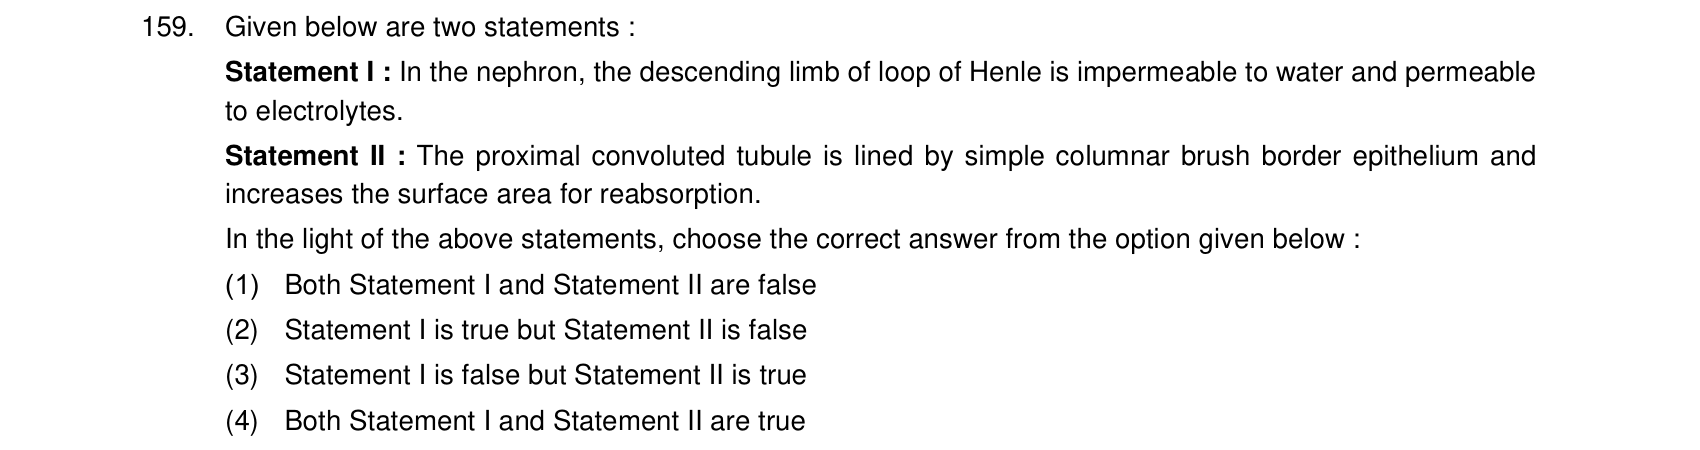 159. Given below are two statements :
Statement I : In the nephron, the descending limb of loop of Henle is impermeable to water and permeable
to electrolytes.
Statement II : The proximal convoluted tubule is lined by simple columnar brush border epithelium and
increases the surface area for reabsorption.
In the light of the above statements, choose the correct answer from the option given below :
(1) Both Statement I and Statement II are false
(2) Statement I is true but Statement II is false
(3) Statement I is false but Statement II is true
(4) Both Statement I and Statement II are true